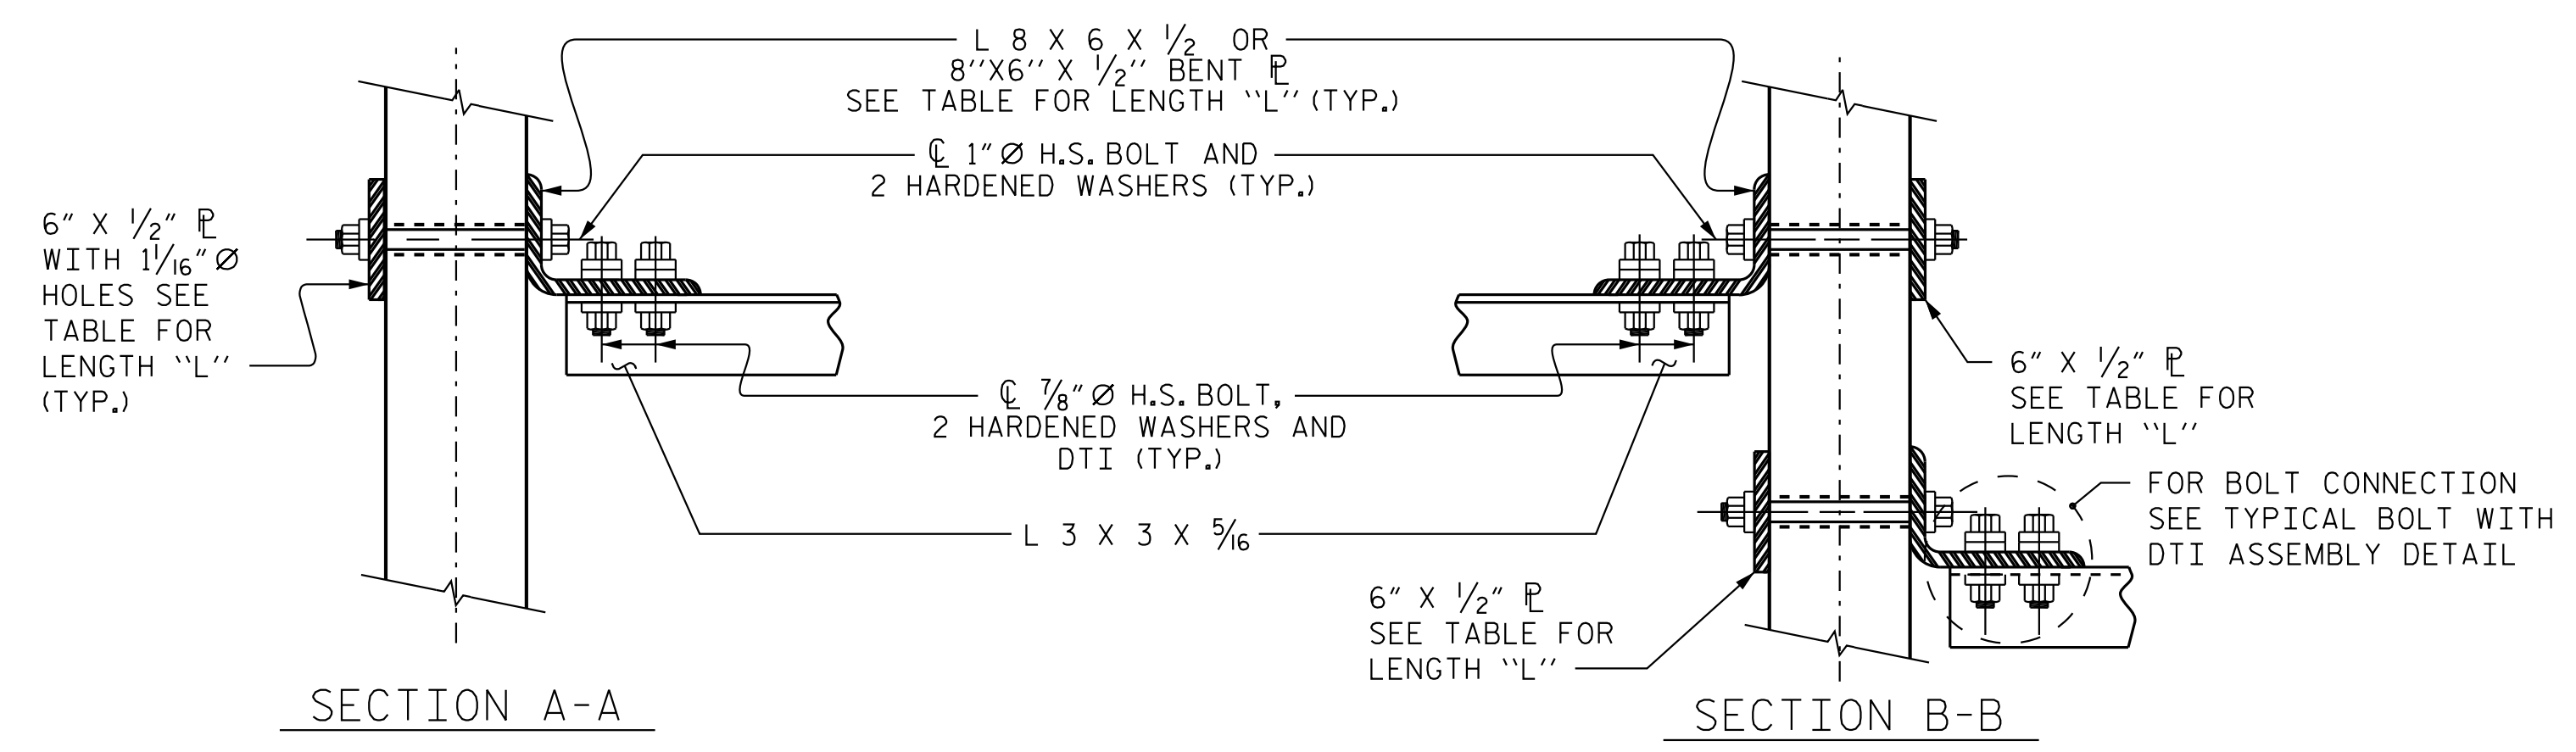 L 8 X 6 X 1/2 OR
8''X6'' X 1/2'' BENT ℄
SEE TABLE FOR LENGTH ``L'' (TYP.)
℄ 1" Ø H.S. BOLT AND
2 HARDENED WASHERS (TYP.)
6" X 1/2" PL
WITH 1 1/16" Ø
HOLES SEE
TABLE FOR
LENGTH ``L''
(TYP.)
℄ 7/8" Ø H.S. BOLT,
2 HARDENED WASHERS AND
DTI (TYP.)
6" X 1/2" PL
SEE TABLE FOR
LENGTH ``L''
FOR BOLT CONNECTION
SEE TYPICAL BOLT WITH
DTI ASSEMBLY DETAIL
L 3 X 3 X 5/16
6" X 1/2" PL
SEE TABLE FOR
LENGTH ``L''
SECTION A-A
SECTION B-B